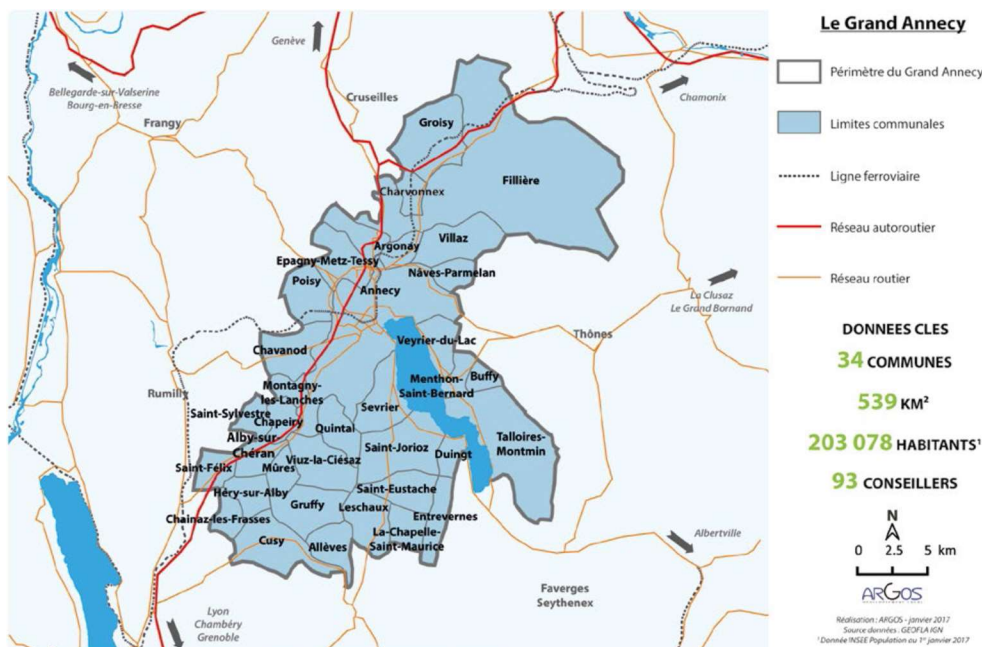 Le Grand Annecy
Périmètre du Grand Annecy
Limites communales
Ligne ferroviaire
Réseau autoroutier
Réseau routier
DONNEES CLES
34 COMMUNES
539 KM²
203 078 HABITANTS¹
93 CONSEILLERS
N
0 2.5 5 km
ARGOS
Réalisation : ARGOS - janvier 2017
Source données : GEOFLA IGN
¹ Donnée INSEE Population au 1er janvier 2017
Genève
Bellegarde-sur-Valserine
Bourg-en-Bresse
Cruseilles
Chamonix
Frangy
Groisy
Fillière
Charvonnex
Villaz
Argonay
Epagny-Metz-Tessy
Nâves-Parmelan
Poisy
Annecy
La Clusaz
Le Grand Bornand
Thônes
Veyrier-du-Lac
Chavanod
Buffy
Menthon-
Saint-Bernard
Montagny-
les-Lanches
Rumilly
Sevrier
Saint-Sylvestre
Chapeiry
Quintal
Talloires-
Montmin
Alby-sur-
Chéran
Saint-Jorioz
Duingt
Viuz-la-Ciésaz
Saint-Félix
Mûres
Saint-Eustache
Héry-sur-Alby
Gruffy
Leschaux
Entrevernes
Chainaz-les-Frasses
La-Chapelle-
Saint-Maurice
Cusy
Allèves
Albertville
Faverges
Seythenex
Lyon
Chambéry
Grenoble